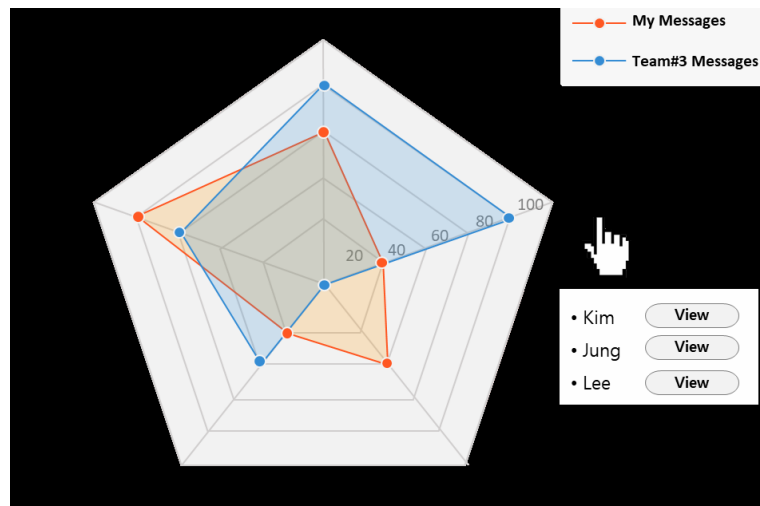 My Messages
Team#3 Messages
100
80
60
40
20
• Kim View
• Jung View
• Lee View